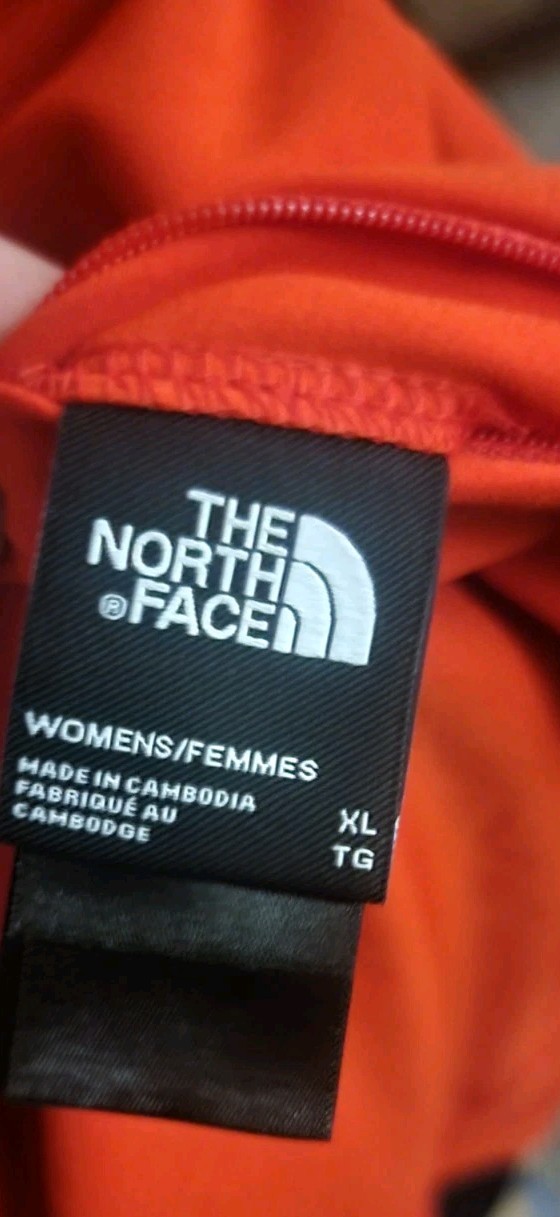 THE
NORTH
®FACE
WOMENS/FEMMES
MADE IN CAMBODIA
FABRIQUÉ AU
CAMBODGE
XL
TG